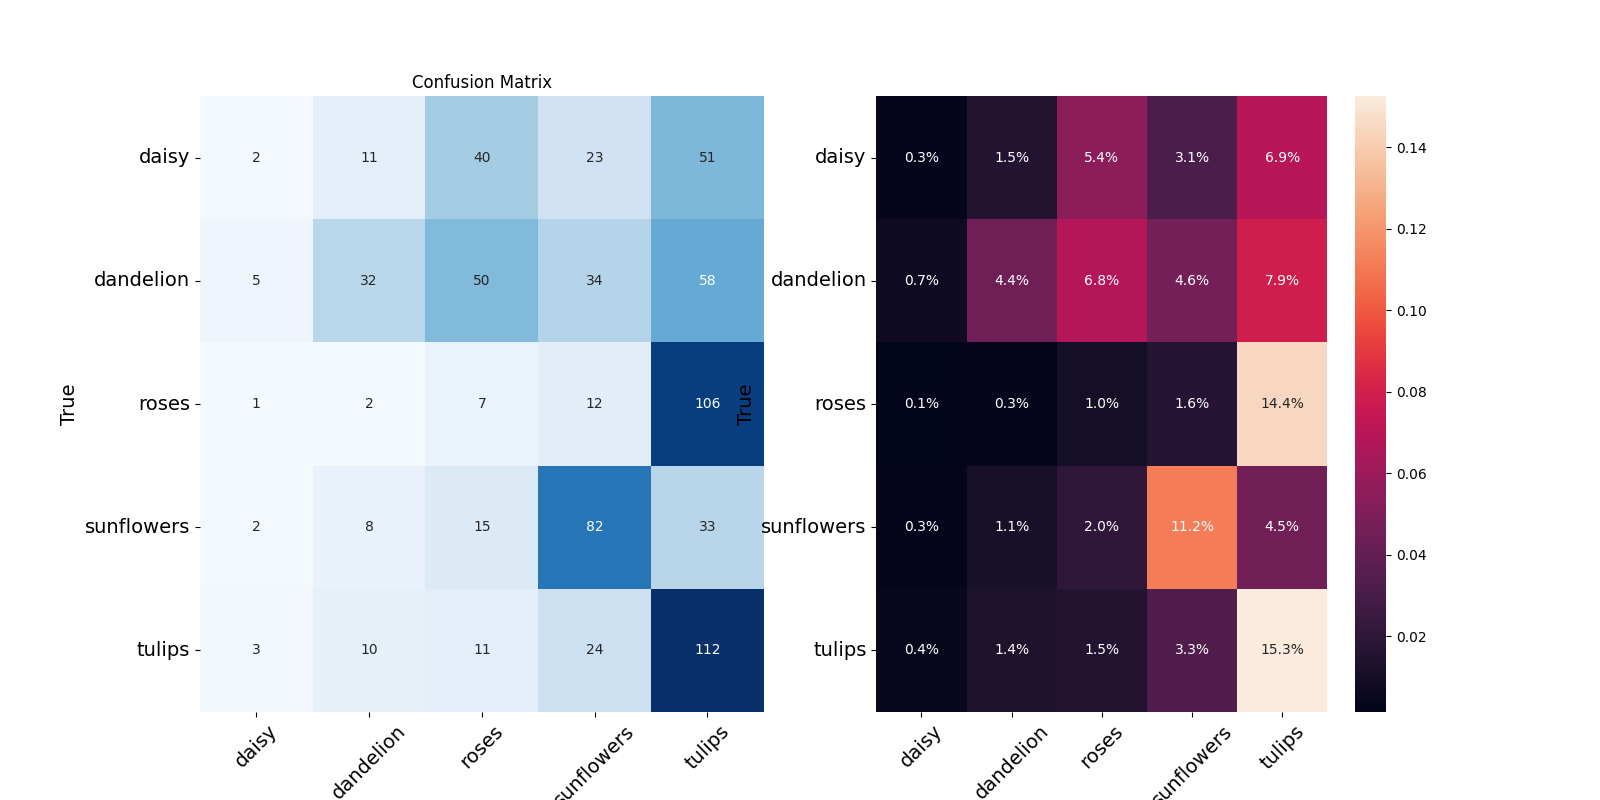 Confusion Matrix
True
daisy 2 11 40 23 51
dandelion 5 32 50 34 58
roses 1 2 7 12 106
sunflowers 2 8 15 82 33
tulips 3 10 11 24 112
daisy dandelion roses sunflowers tulips
True
daisy 0.3% 1.5% 5.4% 3.1% 6.9%
dandelion 0.7% 4.4% 6.8% 4.6% 7.9%
roses 0.1% 0.3% 1.0% 1.6% 14.4%
sunflowers 0.3% 1.1% 2.0% 11.2% 4.5%
tulips 0.4% 1.4% 1.5% 3.3% 15.3%
daisy dandelion roses sunflowers tulips
0.14
0.12
0.10
0.08
0.06
0.04
0.02